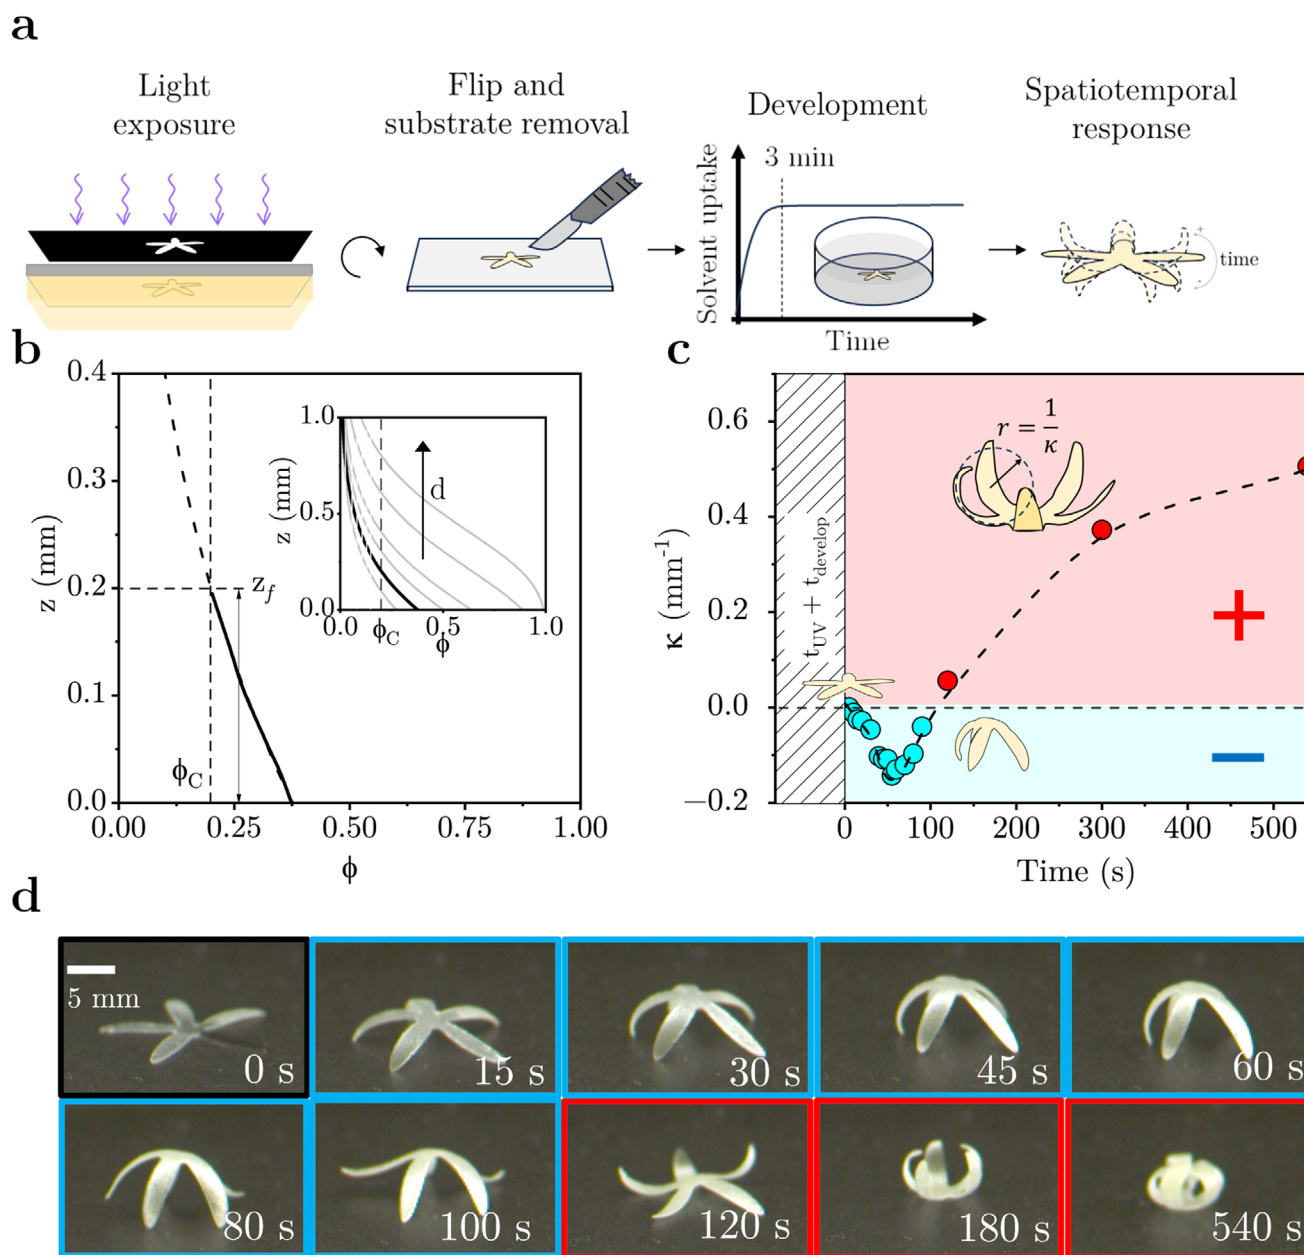 a
Light
exposure
Flip and
substrate removal
Development
Spatiotemporal
response
3 min
Solvent uptake
Time
+
time
-
b
0.4
0.3
0.2
0.1
0.0
z (mm)
z_f
ϕ_C
0.00
0.25
0.50
0.75
1.00
ϕ
1.0
0.5
0.0
z (mm)
d
0.0
ϕ_C
0.5
1.0
ϕ
c
0.6
0.4
0.2
0.0
−0.2
κ (mm⁻¹)
t_UV + t_develop
r = 1/κ
+
−
0
100
200
300
400
500
Time (s)
d
5 mm
0 s
15 s
30 s
45 s
60 s
80 s
100 s
120 s
180 s
540 s